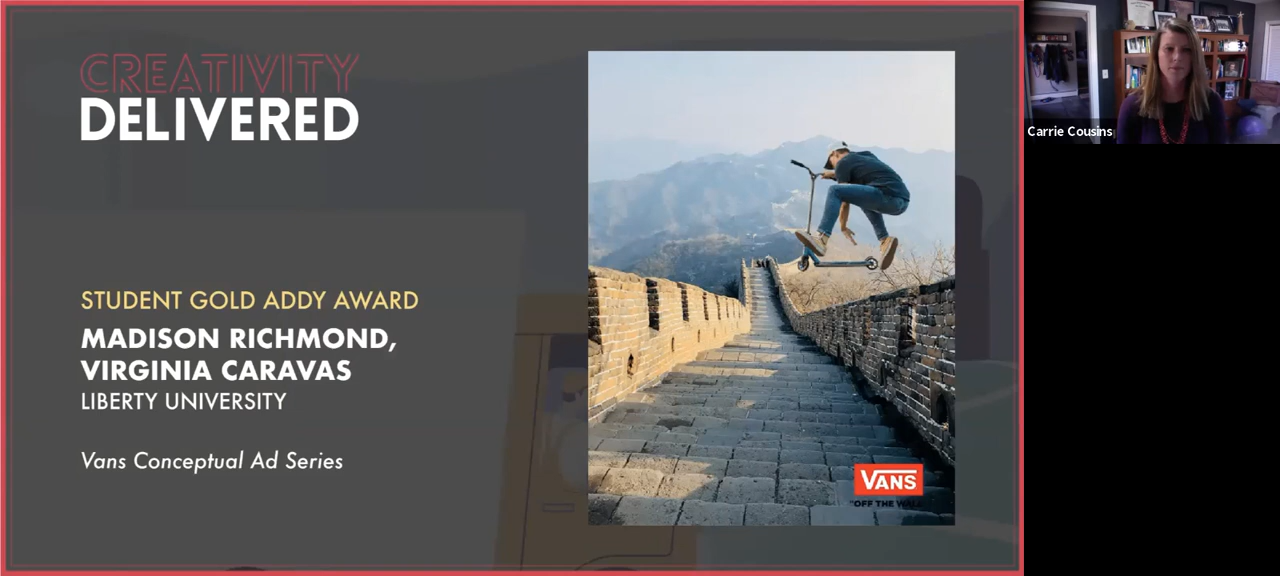 CREATIVITY
DELIVERED
STUDENT GOLD ADDY AWARD
MADISON RICHMOND,
VIRGINIA CARAVAS
LIBERTY UNIVERSITY
Vans Conceptual Ad Series
VANS
"OFF THE WALL
Carrie Cousins